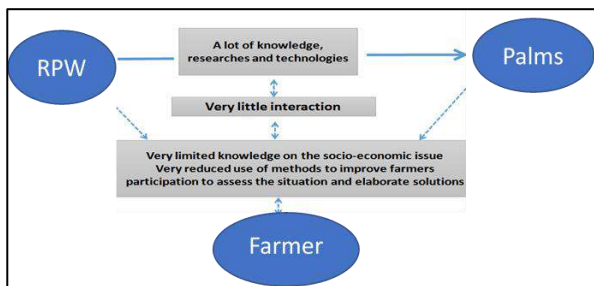 A lot of knowledge,
researches and technologies
RPW
Palms
Very little interaction
Very limited knowledge on the socio-economic issue
Very reduced use of methods to improve farmers
participation to assess the situation and elaborate solutions
Farmer